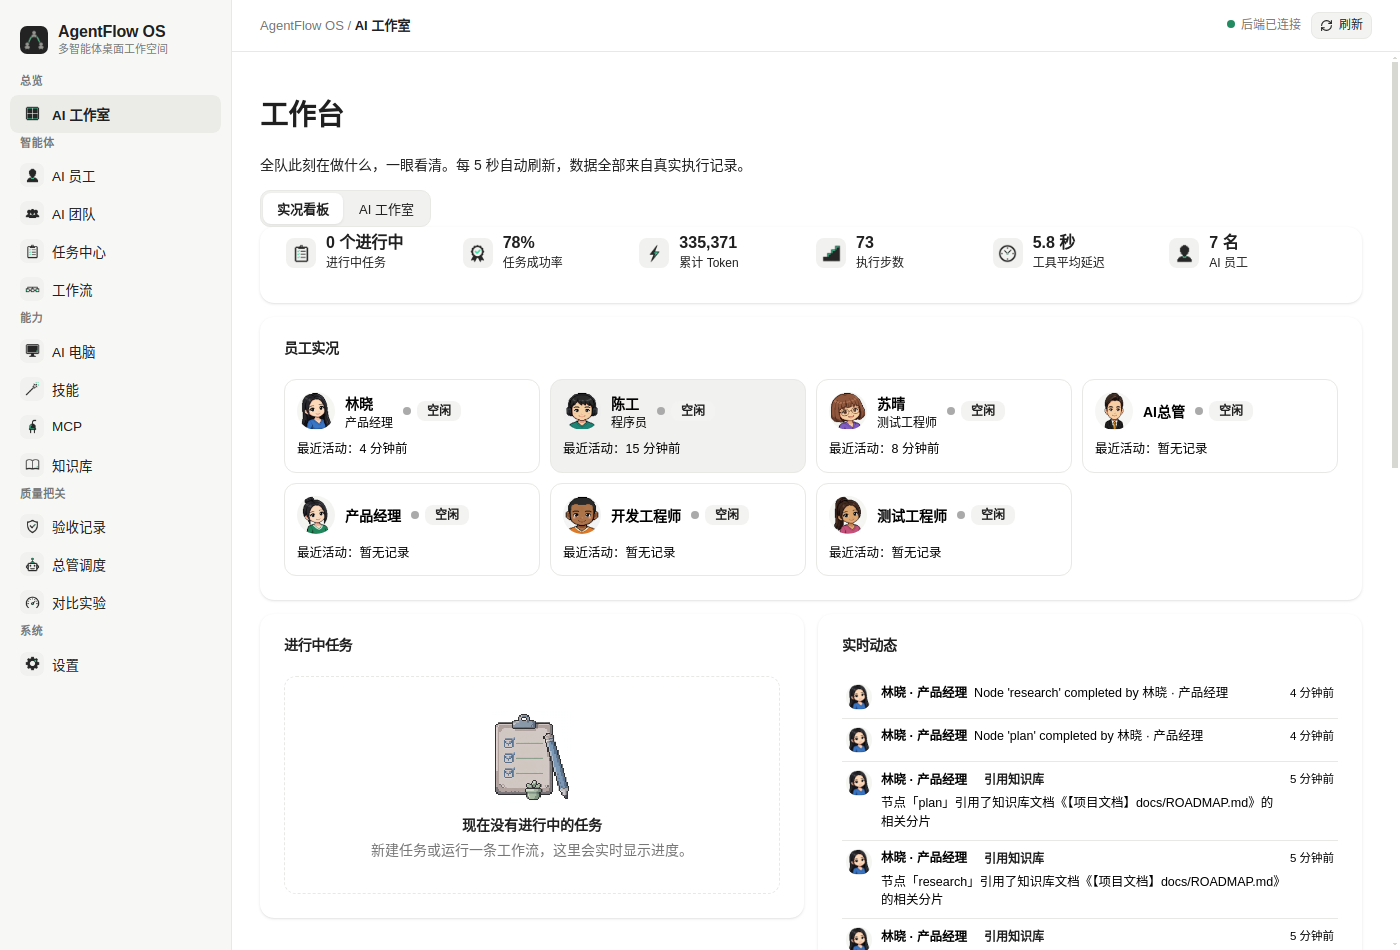 AgentFlow OS
多智能体桌面工作空间
总览
AI 工作室
智能体
AI 员工
AI 团队
任务中心
工作流
能力
AI 电脑
技能
MCP
知识库
质量把关
验收记录
总管调度
对比实验
系统
设置
AgentFlow OS / AI 工作室
后端已连接
刷新
工作台
全队此刻在做什么，一眼看清。每 5 秒自动刷新，数据全部来自真实执行记录。
实况看板
AI 工作室
0 个进行中
进行中任务
78%
任务成功率
335,371
累计 Token
73
执行步数
5.8 秒
工具平均延迟
7 名
AI 员工
员工实况
林晓
产品经理
空闲
最近活动：4 分钟前
陈工
程序员
空闲
最近活动：15 分钟前
苏晴
测试工程师
空闲
最近活动：8 分钟前
AI总管
空闲
最近活动：暂无记录
产品经理
空闲
最近活动：暂无记录
开发工程师
空闲
最近活动：暂无记录
测试工程师
空闲
最近活动：暂无记录
进行中任务
现在没有进行中的任务
新建任务或运行一条工作流，这里会实时显示进度。
实时动态
林晓 · 产品经理 Node 'research' completed by 林晓 · 产品经理 4 分钟前
林晓 · 产品经理 Node 'plan' completed by 林晓 · 产品经理 4 分钟前
林晓 · 产品经理 引用知识库 5 分钟前
节点「plan」引用了知识库文档《【项目文档】docs/ROADMAP.md》的
相关分片
林晓 · 产品经理 引用知识库 5 分钟前
节点「research」引用了知识库文档《【项目文档】docs/ROADMAP.md》
的相关分片
林晓 · 产品经理 引用知识库 5 分钟前